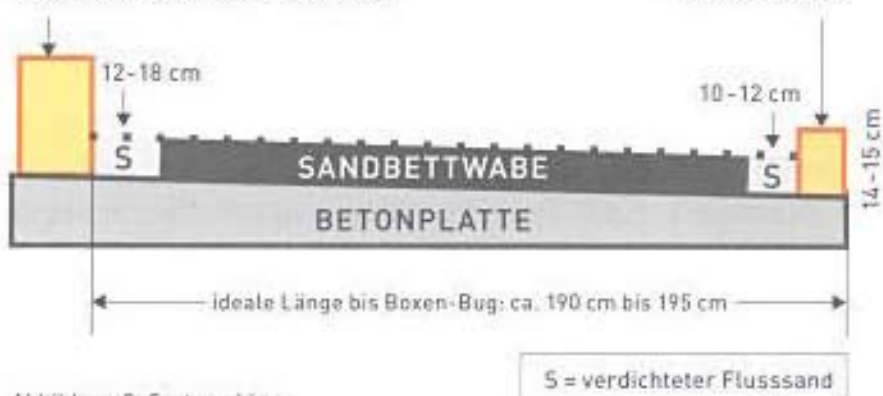 12-18 cm
10-12 cm
S
SANDBETTWABE
S
14-15 cm
BETONPLATTE
ideale Länge bis Boxen-Bug: ca. 190 cm bis 195 cm
S = verdichteter Flusssand